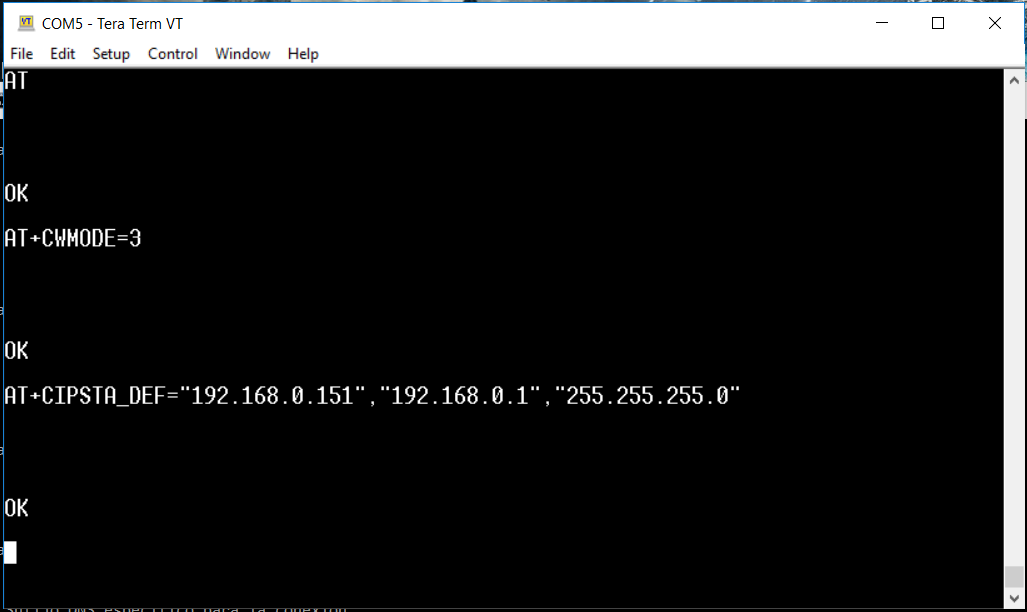 COM5 - Tera Term VT
File Edit Setup Control Window Help
AT
OK
AT+CWMODE=3
OK
AT+CIPSTA_DEF="192.168.0.151","192.168.0.1","255.255.255.0"
OK